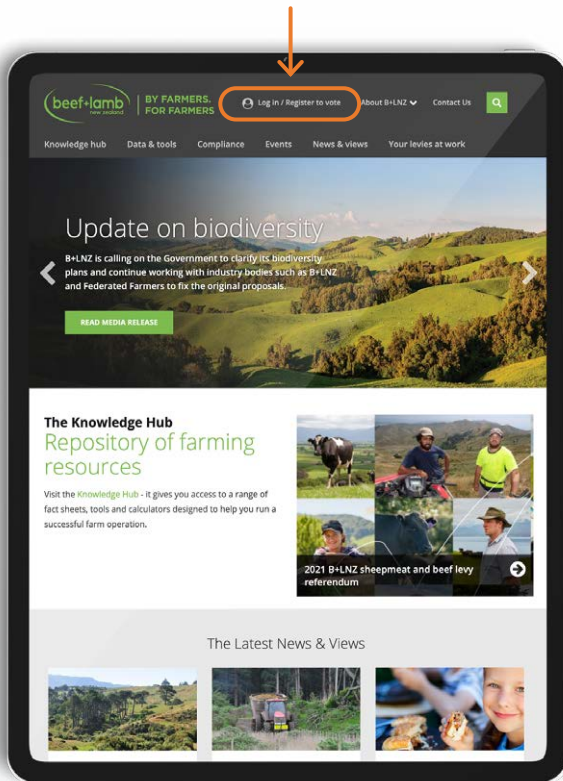 beef+lamb
new zealand
BY FARMERS.
FOR FARMERS
Log in / Register to vote
About B+LNZ
Contact Us
Knowledge hub
Data & tools
Compliance
Events
News & views
Your levies at work
Update on biodiversity
B+LNZ is calling on the Government to clarify its biodiversity
plans and continue working with industry bodies such as B+LNZ
and Federated Farmers to fix the original proposals.
READ MEDIA RELEASE
The Knowledge Hub
Repository of farming
resources
Visit the Knowledge Hub - it gives you access to a range of
fact sheets, tools and calculators designed to help you run a
successful farm operation.
2021 B+LNZ sheepmeat and beef levy
referendum
The Latest News & Views